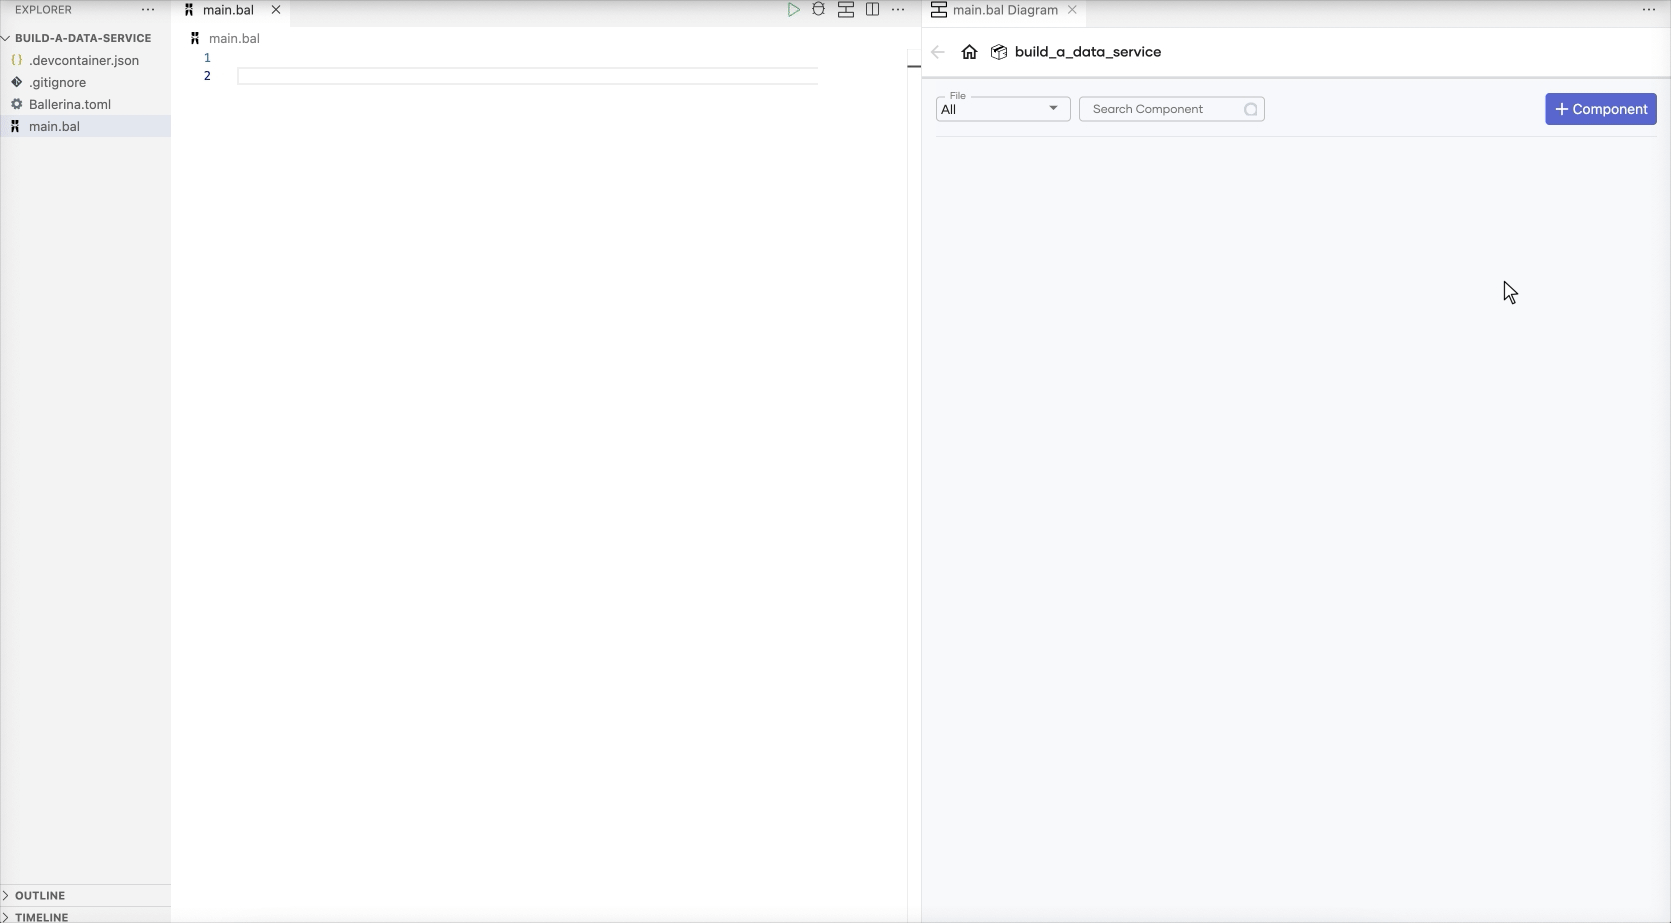 EXPLORER
BUILD-A-DATA-SERVICE
{} .devcontainer.json
.gitignore
Ballerina.toml
main.bal
OUTLINE
TIMELINE
main.bal
main.bal
1
2
main.bal Diagram
build_a_data_service
File
All
Search Component
+ Component